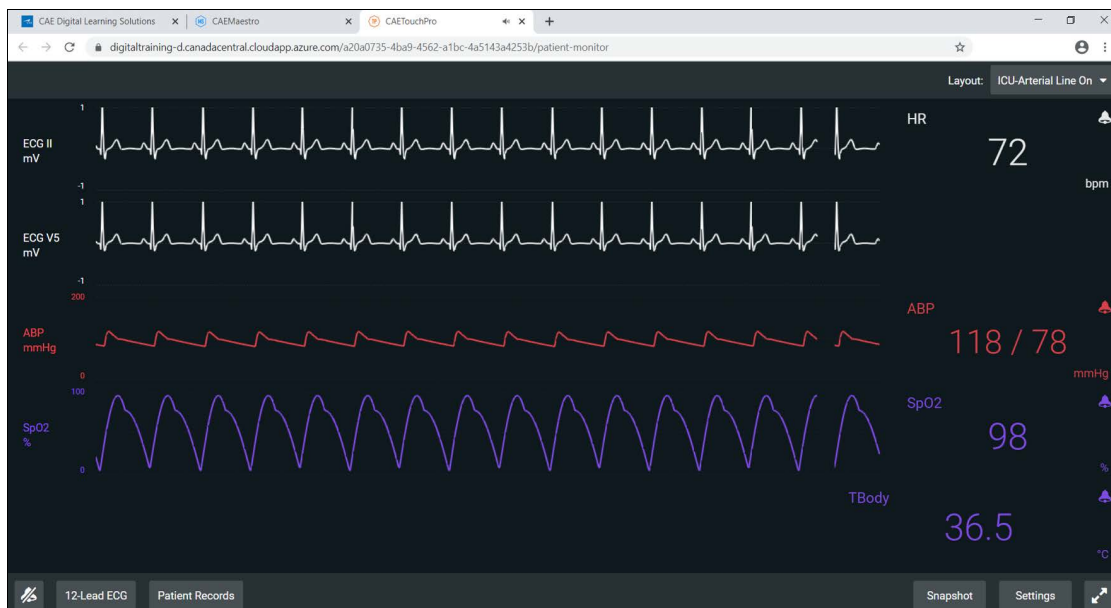 CAE Digital Learning Solutions
CAEMaestro
CAETouchPro
digitaltraining-d.canadacentral.cloudapp.azure.com/a20a0735-4ba9-4562-a1bc-4a5143a4253b/patient-monitor
Layout: ICU-Arterial Line On
1
ECG II
mV
-1
HR
72
bpm
1
ECG V5
mV
-1
200
ABP
mmHg
0
ABP
118 / 78
mmHg
100
SpO2
%
0
SpO2
98
%
TBody
36.5
°C
12-Lead ECG
Patient Records
Snapshot
Settings